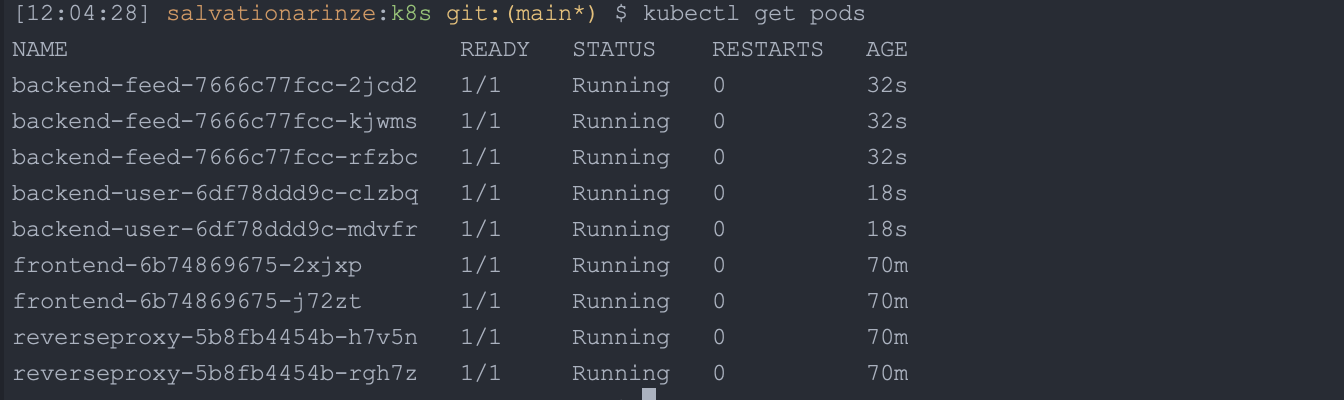 [12:04:28] salvationarinze:k8s git:(main*) $ kubectl get pods
NAME READY STATUS RESTARTS AGE
backend-feed-7666c77fcc-2jcd2 1/1 Running 0 32s
backend-feed-7666c77fcc-kjwms 1/1 Running 0 32s
backend-feed-7666c77fcc-rfzbc 1/1 Running 0 32s
backend-user-6df78ddd9c-clzbq 1/1 Running 0 18s
backend-user-6df78ddd9c-mdvfr 1/1 Running 0 18s
frontend-6b74869675-2xjxp 1/1 Running 0 70m
frontend-6b74869675-j72zt 1/1 Running 0 70m
reverseproxy-5b8fb4454b-h7v5n 1/1 Running 0 70m
reverseproxy-5b8fb4454b-rgh7z 1/1 Running 0 70m